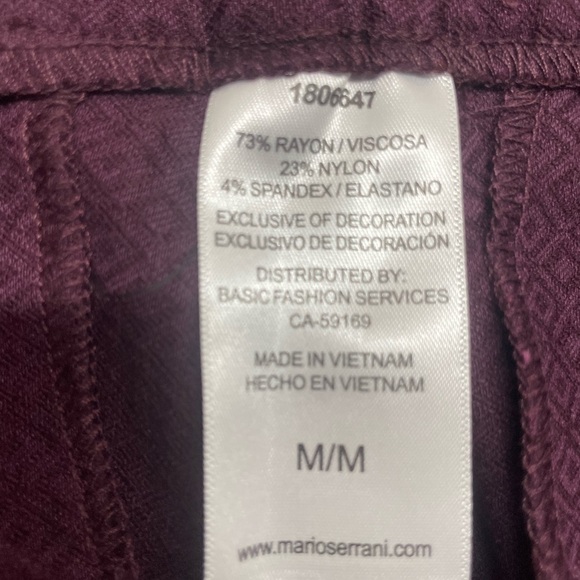 1806647
73% RAYON / VISCOSA
23% NYLON
4% SPANDEX / ELASTANO
EXCLUSIVE OF DECORATION
EXCLUSIVO DE DECORACIÓN
DISTRIBUTED BY:
BASIC FASHION SERVICES
CA-59169
MADE IN VIETNAM
HECHO EN VIETNAM
M/M
www.marioserrani.com